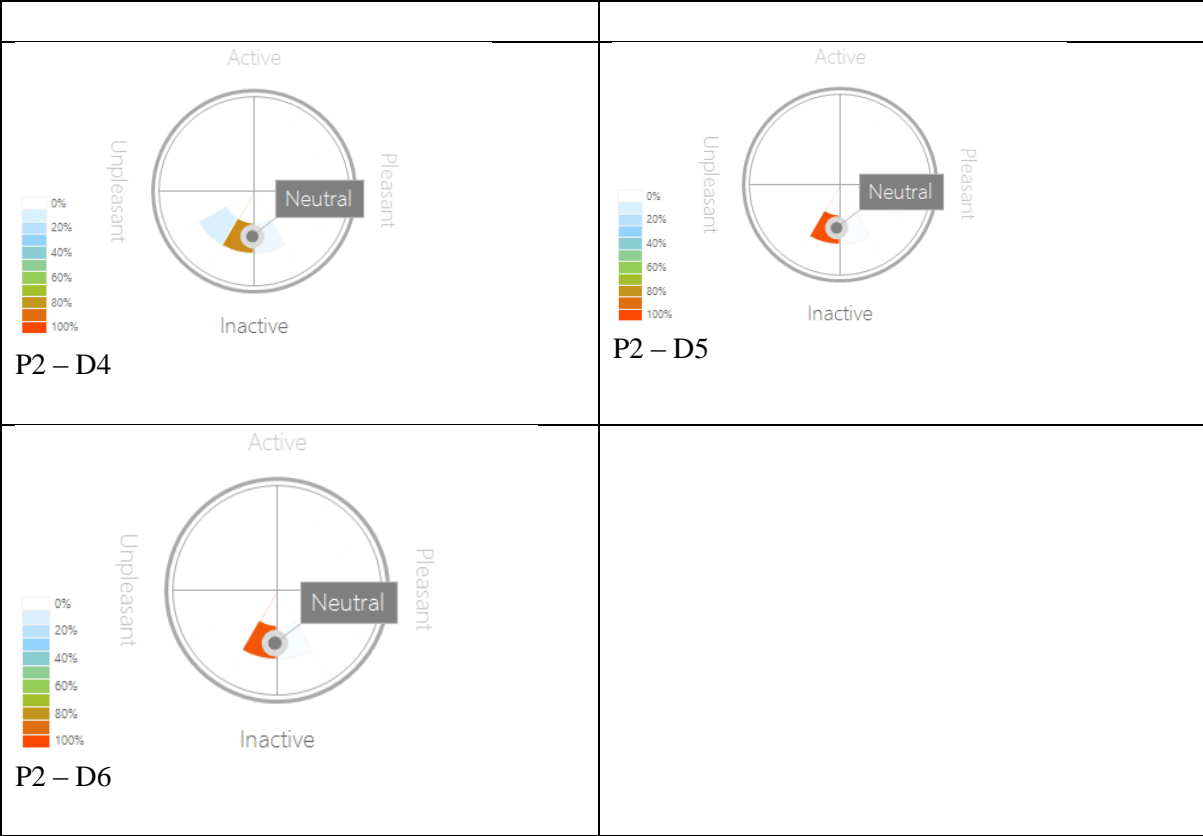 Active
Unpleasant
Pleasant
Neutral
0%
20%
40%
60%
80%
100%
Inactive
P2 – D4
Active
Unpleasant
Pleasant
Neutral
0%
20%
40%
60%
80%
100%
Inactive
P2 – D5
Active
Unpleasant
Pleasant
Neutral
0%
20%
40%
60%
80%
100%
Inactive
P2 – D6